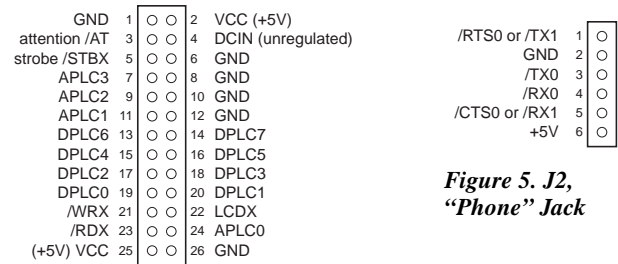 GND 1 2 VCC (+5V)
attention /AT 3 4 DCIN (unregulated)
strobe /STBX 5 6 GND
APLC3 7 8 GND
APLC2 9 10 GND
APLC1 11 12 GND
DPLC6 13 14 DPLC7
DPLC4 15 16 DPLC5
DPLC2 17 18 DPLC3
DPLC0 19 20 DPLC1
/WRX 21 22 LCDX
/RDX 23 24 APLC0
(+5V) VCC 25 26 GND
/RTS0 or /TX1 1
GND 2
/TX0 3
/RX0 4
/CTS0 or /RX1 5
+5V 6
Figure 5. J2,
“Phone” Jack